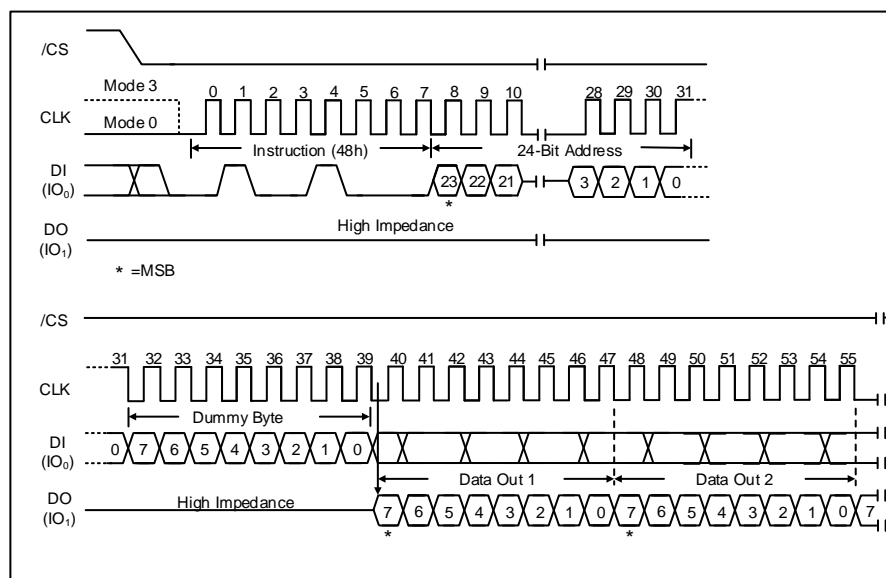 /CS
Mode 3
0 1 2 3 4 5 6 7 8 9 10 28 29 30 31
CLK
Mode 0
Instruction (48h) 24-Bit Address
DI
(IO0)
23 22 21 3 2 1 0
*
High Impedance
DO
(IO1)
* =MSB
/CS
31 32 33 34 35 36 37 38 39 40 41 42 43 44 45 46 47 48 49 50 51 52 53 54 55
CLK
Dummy Byte
DI
(IO0)
0 7 6 5 4 3 2 1 0
Data Out 1 Data Out 2
DO
(IO1)
High Impedance
7 6 5 4 3 2 1 0 7 6 5 4 3 2 1 0 7
* *